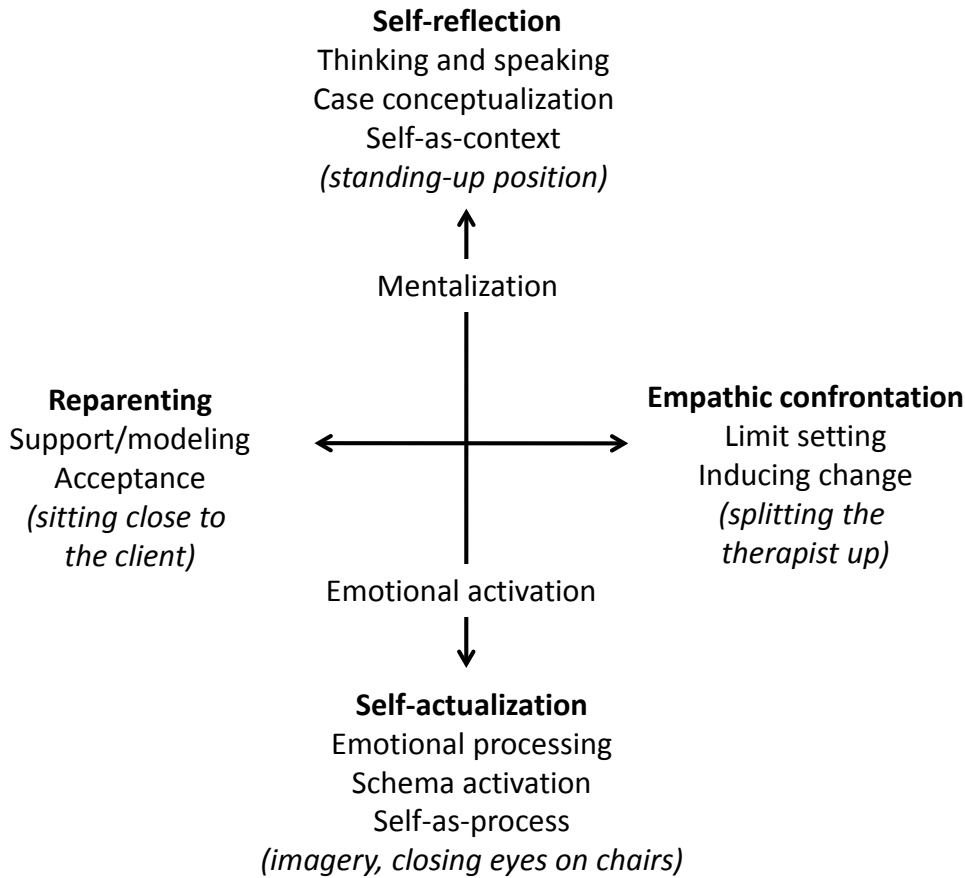 Self-reflection
Thinking and speaking
Case conceptualization
Self-as-context
(standing-up position)
Mentalization
Reparenting
Support/modeling
Acceptance
(sitting close to
the client)
Empathic confrontation
Limit setting
Inducing change
(splitting the
therapist up)
Emotional activation
Self-actualization
Emotional processing
Schema activation
Self-as-process
(imagery, closing eyes on chairs)